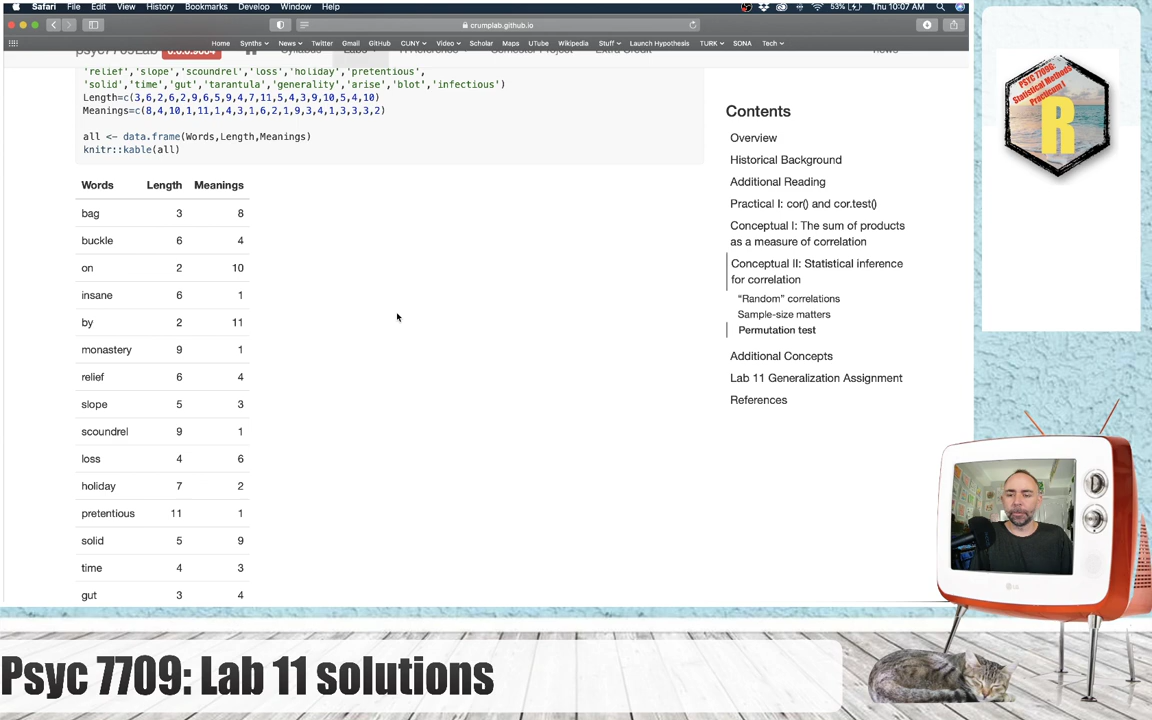 Safari File Edit View History Bookmarks Develop Window Help 53% Thu 10:07 AM
crumplab.github.io
Home Synths News Twitter Gmail GitHub CUNY Video Scholar Maps UTube Wikipedia Stuff Launch Hypothesis TURK SONA Tech
'relief','slope','scoundrel','loss','holiday','pretentious',
'solid','time','gut','tarantula','generality','arise','blot','infectious')
Length=c(3,6,2,6,2,9,6,5,9,4,7,11,5,4,3,9,10,5,4,10)
Meanings=c(8,4,10,1,11,1,4,3,1,6,2,1,9,3,4,1,3,3,3,2)
all <- data.frame(Words,Length,Meanings)
knitr::kable(all)
Words Length Meanings
bag 3 8
buckle 6 4
on 2 10
insane 6 1
by 2 11
monastery 9 1
relief 6 4
slope 5 3
scoundrel 9 1
loss 4 6
holiday 7 2
pretentious 11 1
solid 5 9
time 4 3
gut 3 4
Contents
Overview
Historical Background
Additional Reading
Practical I: cor() and cor.test()
Conceptual I: The sum of products
as a measure of correlation
Conceptual II: Statistical inference
for correlation
"Random" correlations
Sample-size matters
Permutation test
Additional Concepts
Lab 11 Generalization Assignment
References
PSYC 7709G:
Statistical Methods
Practicum I
R
LG
Psyc 7709: Lab 11 solutions